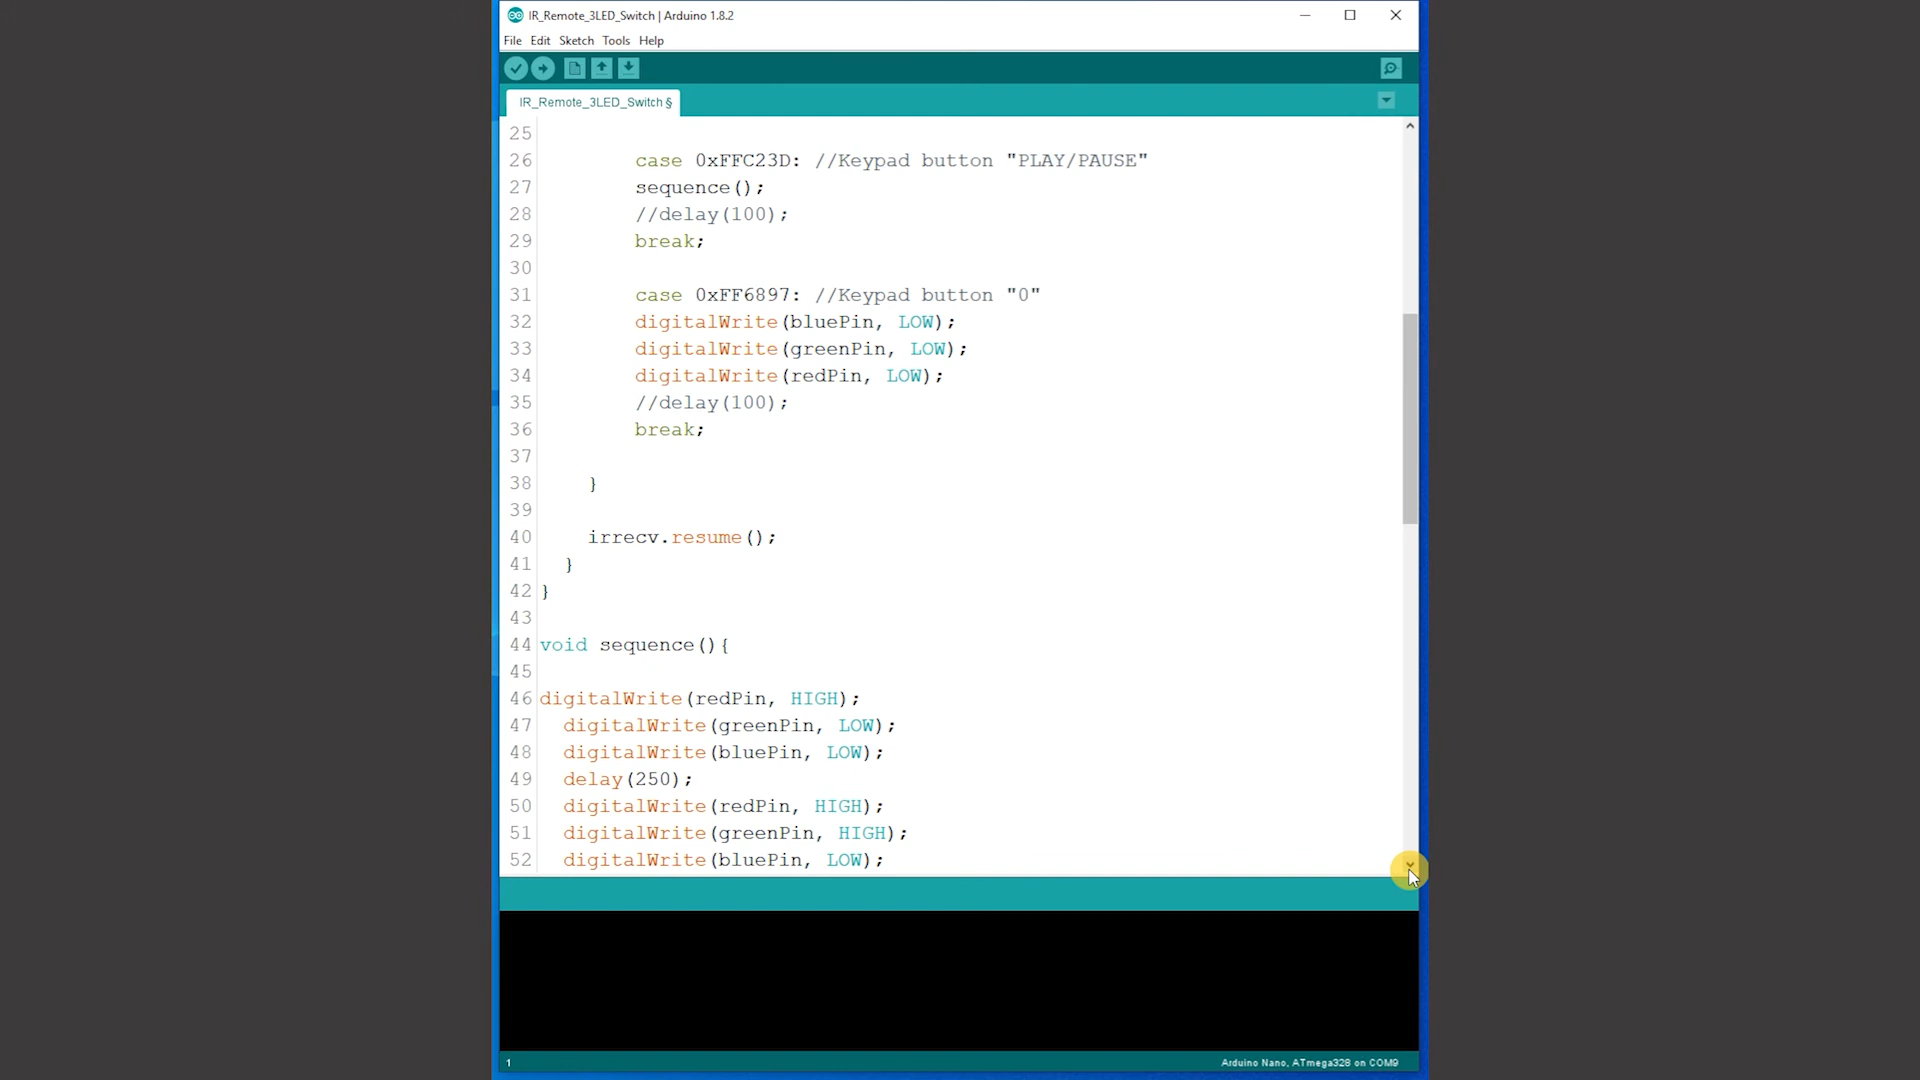 IR_Remote_3LED_Switch | Arduino 1.8.2
File Edit Sketch Tools Help
IR_Remote_3LED_Switch §
25
26 case 0xFFC23D: //Keypad button "PLAY/PAUSE"
27 sequence();
28 //delay(100);
29 break;
30
31 case 0xFF6897: //Keypad button "0"
32 digitalWrite(bluePin, LOW);
33 digitalWrite(greenPin, LOW);
34 digitalWrite(redPin, LOW);
35 //delay(100);
36 break;
37
38 }
39
40 irrecv.resume();
41 }
42 }
43
44 void sequence(){
45
46 digitalWrite(redPin, HIGH);
47 digitalWrite(greenPin, LOW);
48 digitalWrite(bluePin, LOW);
49 delay(250);
50 digitalWrite(redPin, HIGH);
51 digitalWrite(greenPin, HIGH);
52 digitalWrite(bluePin, LOW);
1 Arduino Nano, ATmega328 on COM9